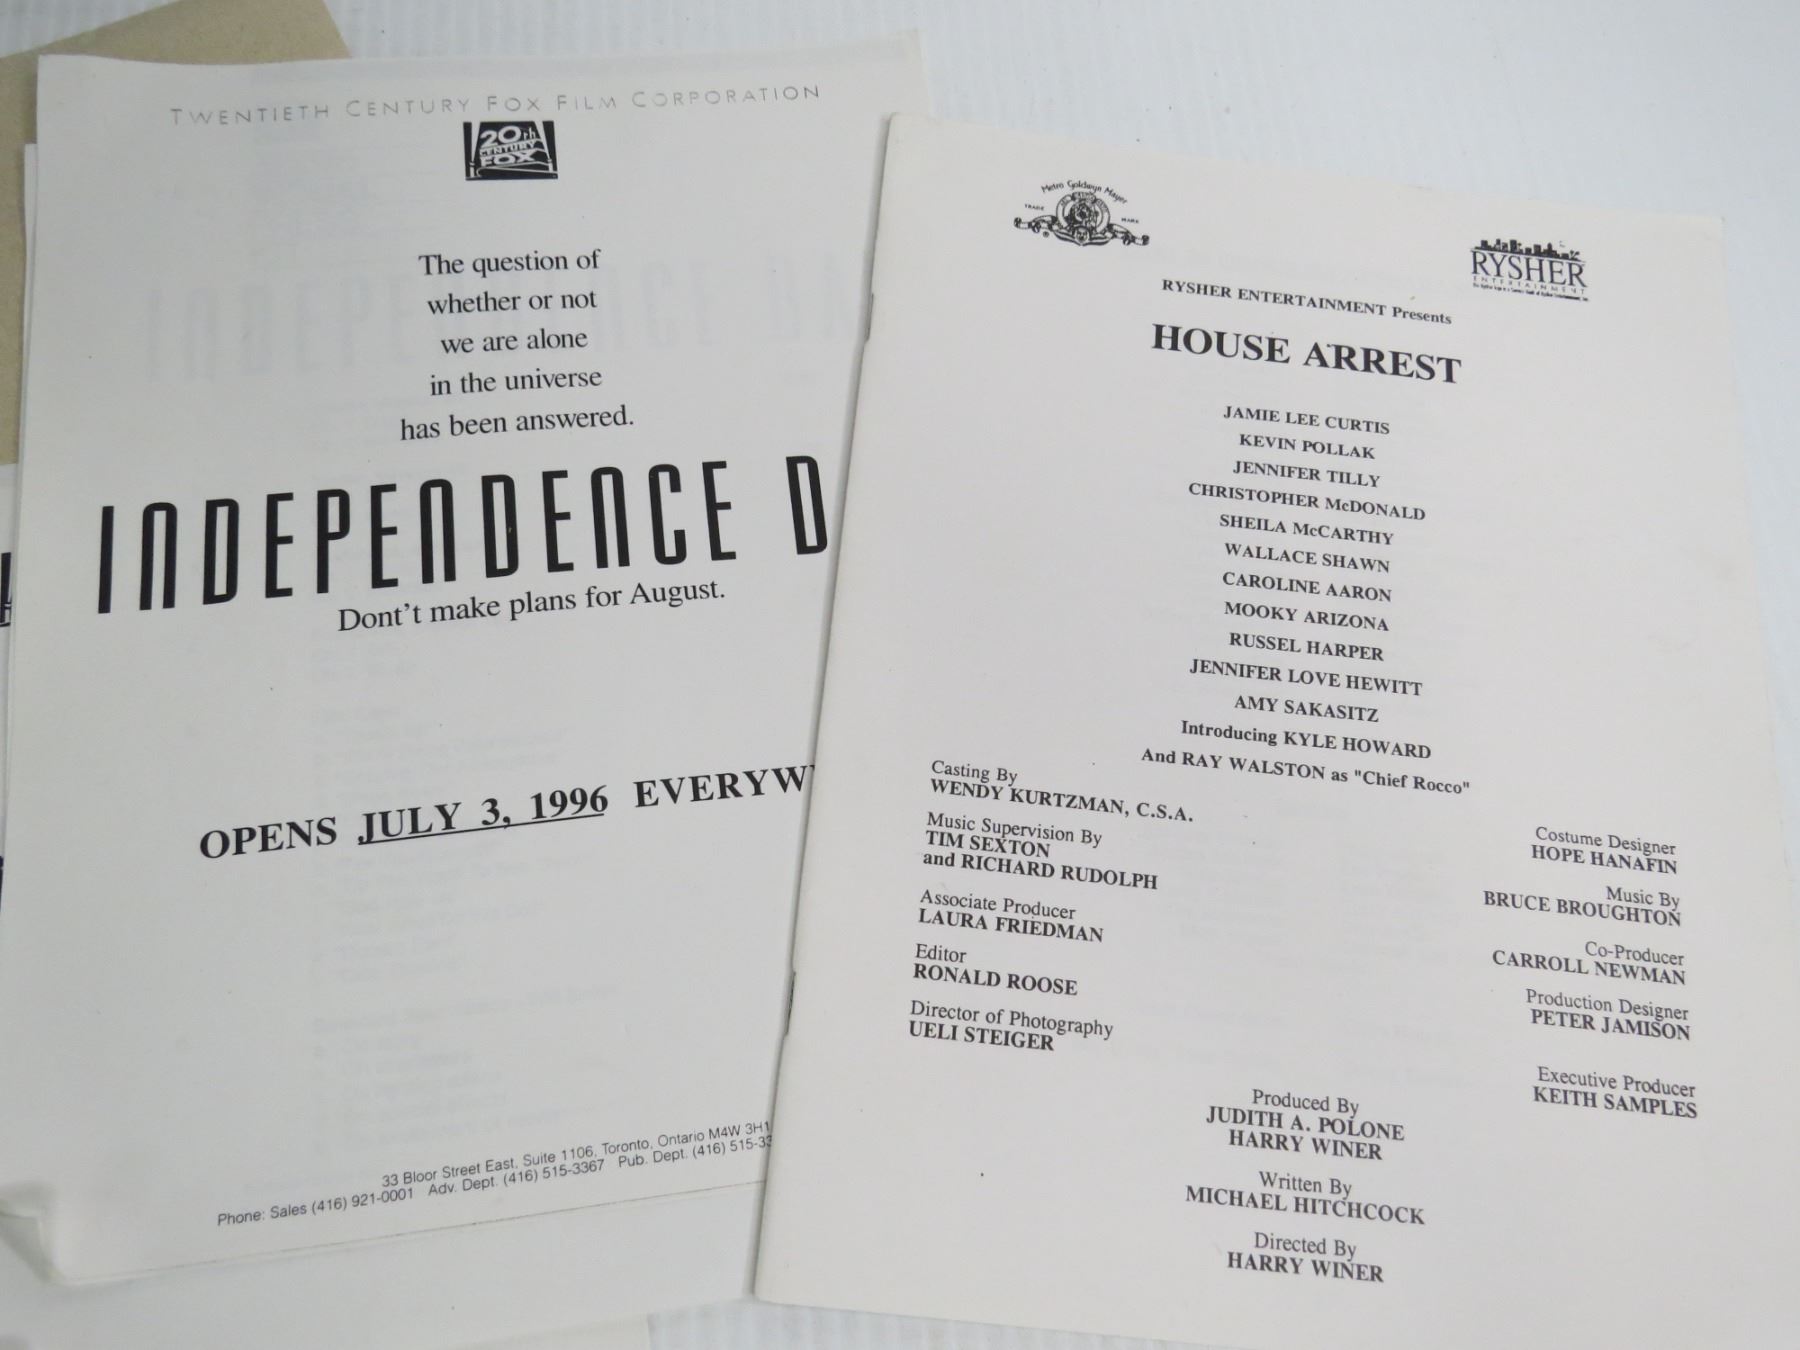 TWENTIETH CENTURY FOX FILM CORPORATION
20th
CENTURY
FOX
The question of
whether or not
we are alone
in the universe
has been answered.
INDEPENDENCE D
Dont't make plans for August.
OPENS JULY 3, 1996 EVERYW
33 Bloor Street East, Suite 1106, Toronto, Ontario M4W 3H1
Phone: Sales (416) 921-0001 Adv. Dept. (416) 515-3367 Pub. Dept. (416) 515-33
Metro Goldwyn Mayer
TRADE MARK
RYSHER
ENTERTAINMENT
RYSHER ENTERTAINMENT Presents
HOUSE ARREST
JAMIE LEE CURTIS
KEVIN POLLAK
JENNIFER TILLY
CHRISTOPHER McDONALD
SHEILA McCARTHY
WALLACE SHAWN
CAROLINE AARON
MOOKY ARIZONA
RUSSEL HARPER
JENNIFER LOVE HEWITT
AMY SAKASITZ
Introducing KYLE HOWARD
And RAY WALSTON as "Chief Rocco"
Casting By
WENDY KURTZMAN, C.S.A.
Music Supervision By
TIM SEXTON
and RICHARD RUDOLPH
Associate Producer
LAURA FRIEDMAN
Editor
RONALD ROOSE
Director of Photography
UELI STEIGER
Costume Designer
HOPE HANAFIN
Music By
BRUCE BROUGHTON
Co-Producer
CARROLL NEWMAN
Production Designer
PETER JAMISON
Executive Producer
KEITH SAMPLES
Produced By
JUDITH A. POLONE
HARRY WINER
Written By
MICHAEL HITCHCOCK
Directed By
HARRY WINER